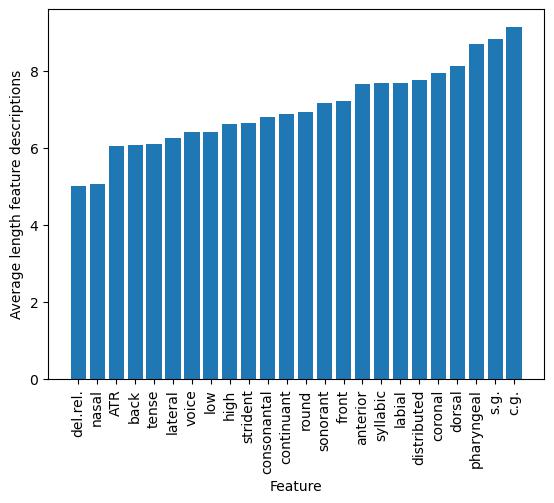 Average length feature descriptions
8
6
4
2
0
del.rel.
nasal
ATR
back
tense
lateral
voice
low
high
strident
consonantal
continuant
round
sonorant
front
anterior
syllabic
labial
distributed
coronal
dorsal
pharyngeal
s.g.
c.g.
Feature